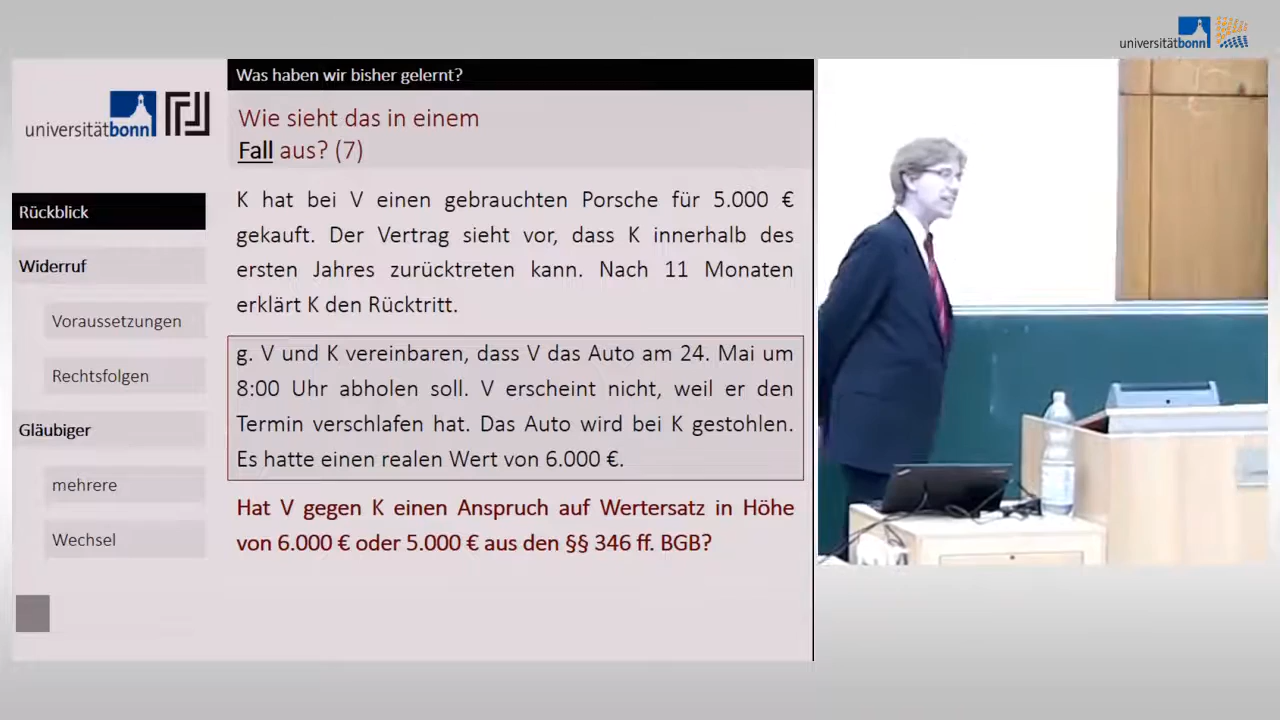 universitätbonn
universitätbonn
Was haben wir bisher gelernt?
Wie sieht das in einem
Fall aus? (7)
Rückblick
Widerruf
Voraussetzungen
Rechtsfolgen
Gläubiger
mehrere
Wechsel
K hat bei V einen gebrauchten Porsche für 5.000 €
gekauft. Der Vertrag sieht vor, dass K innerhalb des
ersten Jahres zurücktreten kann. Nach 11 Monaten
erklärt K den Rücktritt.
g. V und K vereinbaren, dass V das Auto am 24. Mai um
8:00 Uhr abholen soll. V erscheint nicht, weil er den
Termin verschlafen hat. Das Auto wird bei K gestohlen.
Es hatte einen realen Wert von 6.000 €.
Hat V gegen K einen Anspruch auf Wertersatz in Höhe
von 6.000 € oder 5.000 € aus den §§ 346 ff. BGB?